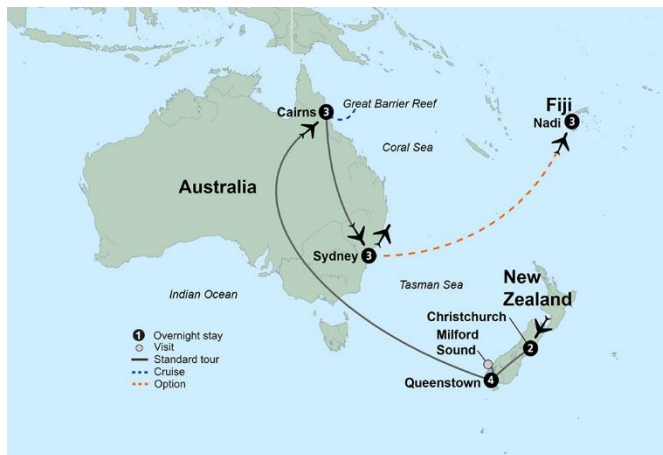 Fiji
Nadi 3
Cairns 3
Great Barrier Reef
Coral Sea
Australia
Sydney 3
Indian Ocean
Tasman Sea
New
Zealand
Christchurch
2
Milford
Sound
Queenstown 4
1 Overnight stay
Visit
Standard tour
Cruise
Option